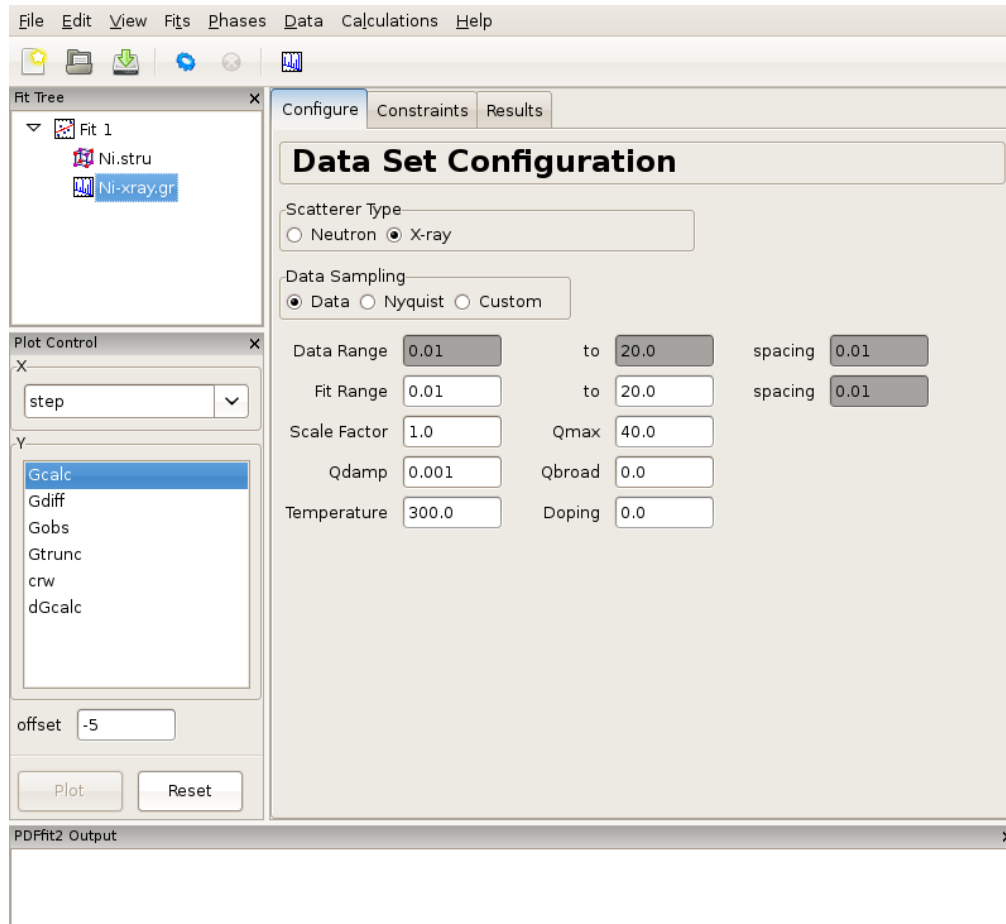 File Edit View Fits Phases Data Calculations Help
Fit Tree
Fit 1
Ni.stru
Ni-xray.gr
Plot Control
X
step
Y
Gcalc
Gdiff
Gobs
Gtrunc
crw
dGcalc
offset -5
Plot Reset
Configure Constraints Results
Data Set Configuration
Scatterer Type
Neutron X-ray
Data Sampling
Data Nyquist Custom
Data Range 0.01 to 20.0 spacing 0.01
Fit Range 0.01 to 20.0 spacing 0.01
Scale Factor 1.0 Qmax 40.0
Qdamp 0.001 Qbroad 0.0
Temperature 300.0 Doping 0.0
PDFfit2 Output